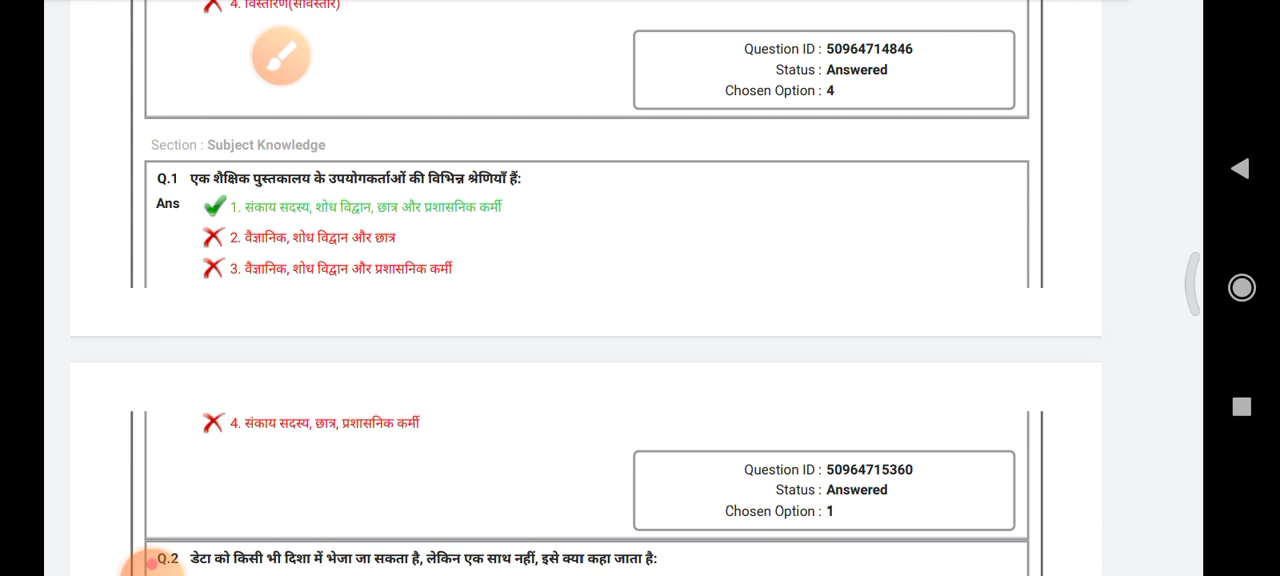 4. विस्तारण(सविस्तार)
Question ID : 50964714846
Status : Answered
Chosen Option : 4
Section : Subject Knowledge
Q.1 एक शैक्षिक पुस्तकालय के उपयोगकर्ताओं की विभिन्न श्रेणियाँ हैं:
Ans 1. संकाय सदस्य, शोध विद्वान, छात्र और प्रशासनिक कर्मी
2. वैज्ञानिक, शोध विद्वान और छात्र
3. वैज्ञानिक, शोध विद्वान और प्रशासनिक कर्मी
4. संकाय सदस्य, छात्र, प्रशासनिक कर्मी
Question ID : 50964715360
Status : Answered
Chosen Option : 1
Q.2 डेटा को किसी भी दिशा में भेजा जा सकता है, लेकिन एक साथ नहीं, इसे क्या कहा जाता है: